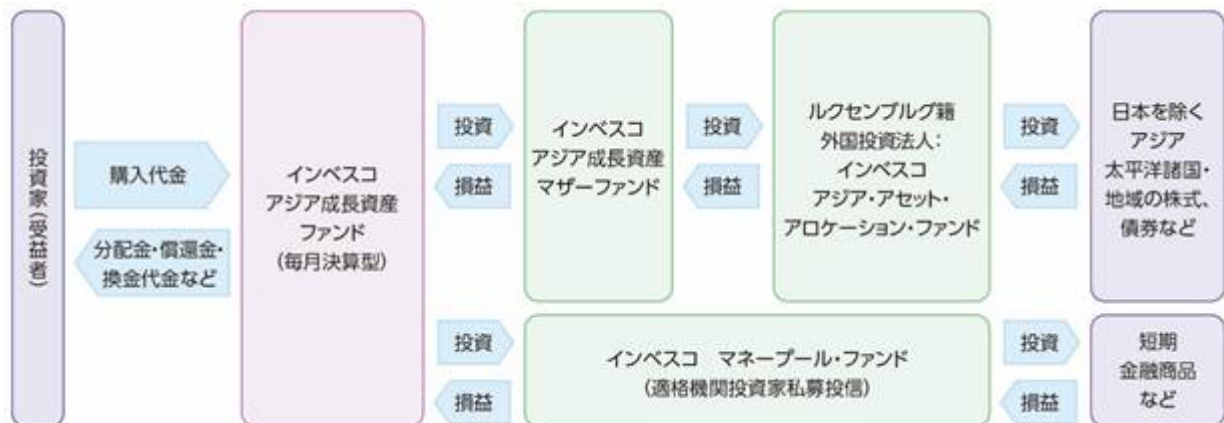 投資家（受益者）
購入代金
分配金・償還金・
換金代金など
インベスコ
アジア成長資産
ファンド
（毎月決算型）
投資
損益
インベスコ
アジア成長資産
マザーファンド
投資
損益
ルクセンブルグ籍
外国投資法人：
インベスコ
アジア・アセット・
アロケーション・ファンド
投資
損益
日本を除く
アジア
太平洋諸国・
地域の株式、
債券など
投資
損益
インベスコ　マネープール・ファンド
（適格機関投資家私募投信）
投資
損益
短期
金融商品
など